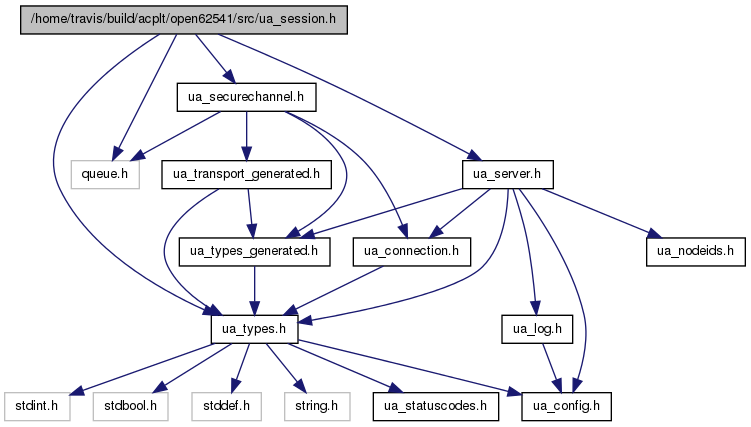 /home/travis/build/acplt/open62541/src/ua_session.h
ua_securechannel.h
queue.h
ua_transport_generated.h
ua_server.h
ua_types_generated.h
ua_connection.h
ua_nodeids.h
ua_types.h
ua_log.h
stdint.h
stdbool.h
stddef.h
string.h
ua_statuscodes.h
ua_config.h